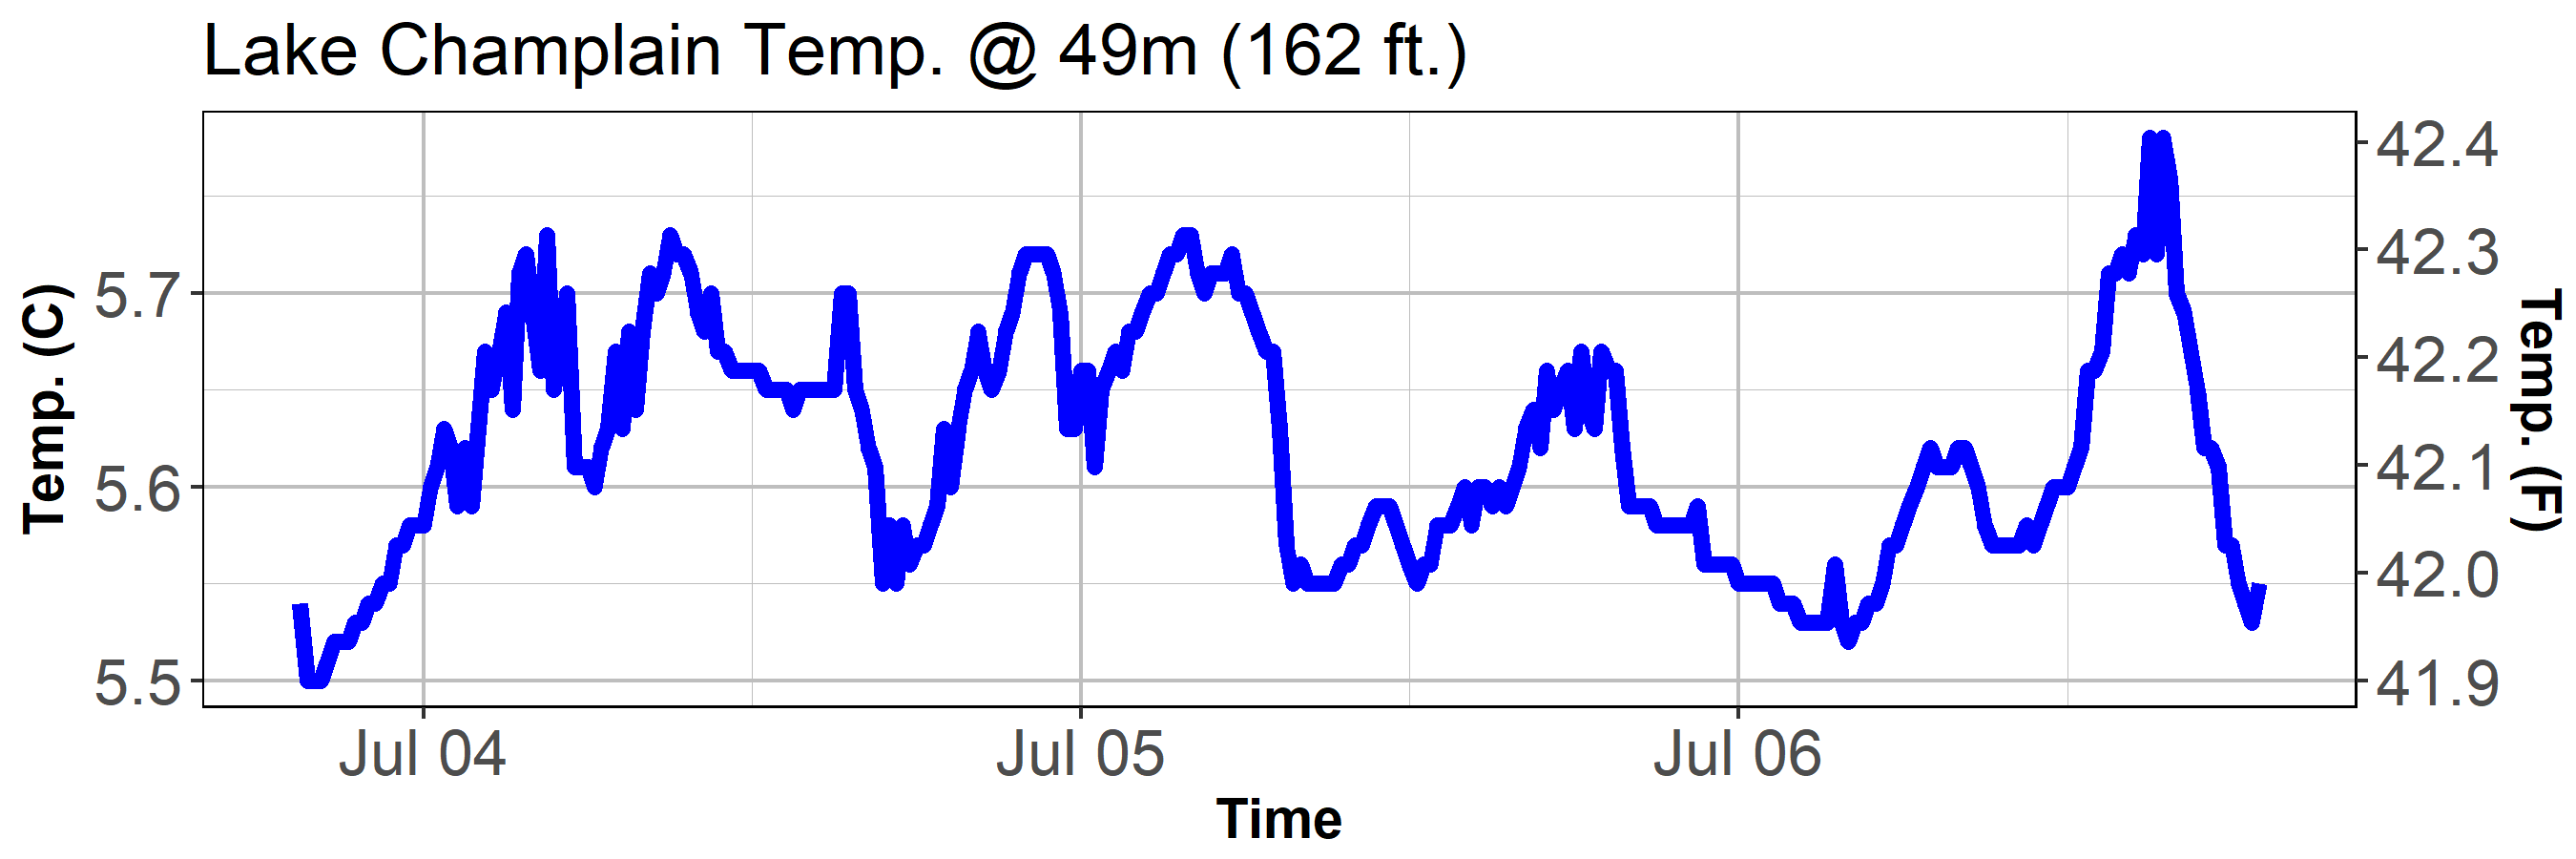 Lake Champlain Temp. @ 49m (162 ft.)
Temp. (C)
5.7
5.6
5.5
42.4
42.3
42.2
42.1
42.0
41.9
Temp. (F)
Jul 04
Jul 05
Jul 06
Time